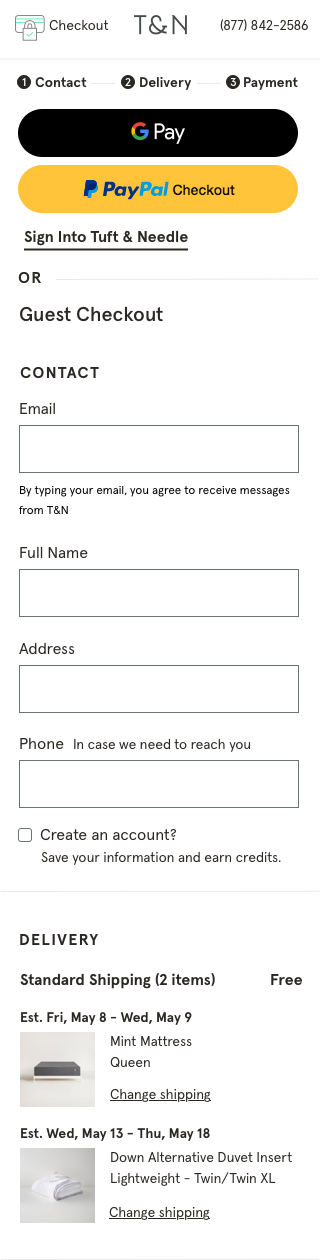 Checkout T&N (877) 842-2586
1 Contact 2 Delivery 3 Payment
G Pay
PayPal Checkout
Sign Into Tuft & Needle
OR
Guest Checkout
CONTACT
Email
By typing your email, you agree to receive messages
from T&N
Full Name
Address
Phone In case we need to reach you
Create an account?
Save your information and earn credits.
DELIVERY
Standard Shipping (2 items) Free
Est. Fri, May 8 - Wed, May 9
Mint Mattress
Queen
Change shipping
Est. Wed, May 13 - Thu, May 18
Down Alternative Duvet Insert
Lightweight - Twin/Twin XL
Change shipping